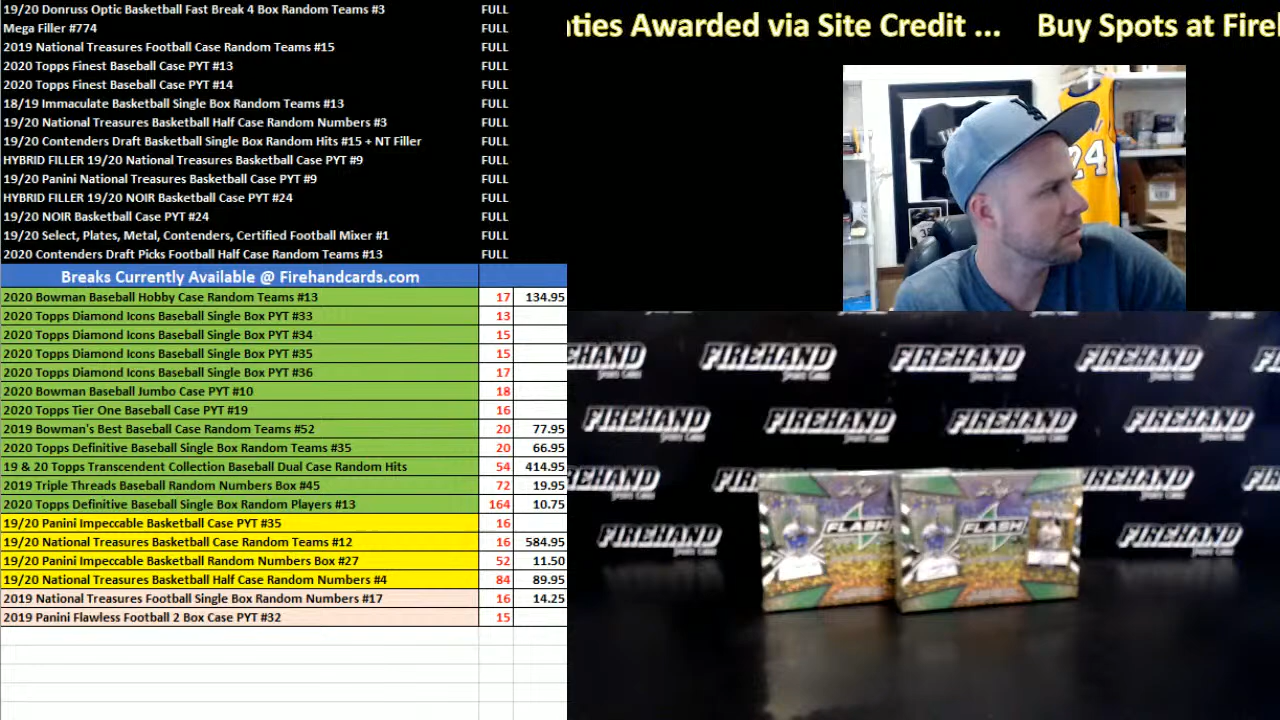 19/20 Donruss Optic Basketball Fast Break 4 Box Random Teams #3 FULL
Mega Filler #774 FULL
2019 National Treasures Football Case Random Teams #15 FULL
2020 Topps Finest Baseball Case PYT #13 FULL
2020 Topps Finest Baseball Case PYT #14 FULL
18/19 Immaculate Basketball Single Box Random Teams #13 FULL
19/20 National Treasures Basketball Half Case Random Numbers #3 FULL
19/20 Contenders Draft Basketball Single Box Random Hits #15 + NT Filler FULL
HYBRID FILLER 19/20 National Treasures Basketball Case PYT #9 FULL
19/20 Panini National Treasures Basketball Case PYT #9 FULL
HYBRID FILLER 19/20 NOIR Basketball Case PYT #24 FULL
19/20 NOIR Basketball Case PYT #24 FULL
19/20 Select, Plates, Metal, Contenders, Certified Football Mixer #1 FULL
2020 Contenders Draft Picks Football Half Case Random Teams #13 FULL
Breaks Currently Available @ Firehandcards.com
2020 Bowman Baseball Hobby Case Random Teams #13 17 134.95
2020 Topps Diamond Icons Baseball Single Box PYT #33 13
2020 Topps Diamond Icons Baseball Single Box PYT #34 15
2020 Topps Diamond Icons Baseball Single Box PYT #35 15
2020 Topps Diamond Icons Baseball Single Box PYT #36 17
2020 Bowman Baseball Jumbo Case PYT #10 18
2020 Topps Tier One Baseball Case PYT #19 16
2019 Bowman's Best Baseball Case Random Teams #52 20 77.95
2020 Topps Definitive Baseball Single Box Random Teams #35 20 66.95
19 & 20 Topps Transcendent Collection Baseball Dual Case Random Hits 54 414.95
2019 Triple Threads Baseball Random Numbers Box #45 72 19.95
2020 Topps Definitive Baseball Single Box Random Players #13 164 10.75
19/20 Panini Impeccable Basketball Case PYT #35 16
19/20 National Treasures Basketball Case Random Teams #12 16 584.95
19/20 Panini Impeccable Basketball Random Numbers Box #27 52 11.50
19/20 National Treasures Basketball Half Case Random Numbers #4 84 89.95
2019 National Treasures Football Single Box Random Numbers #17 16 14.25
2019 Panini Flawless Football 2 Box Case PYT #32 15
nties Awarded via Site Credit ... Buy Spots at Fireh
24
FIREHAND FIREHAND FIREHAND FIREHAND
FIREHAND FIREHAND FIREHAND FIREHAND
FIREHAND FIREHAND
FIREHAND FIREHAND
FLASH FLASH